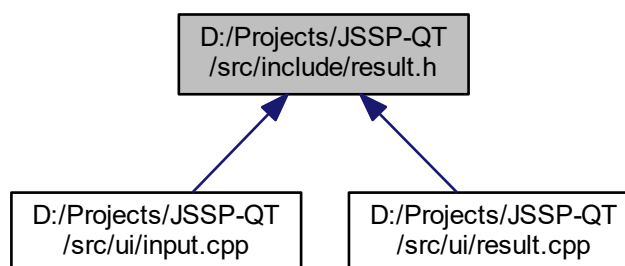 D:/Projects/JSSP-QT
/src/include/result.h
D:/Projects/JSSP-QT
/src/ui/input.cpp
D:/Projects/JSSP-QT
/src/ui/result.cpp